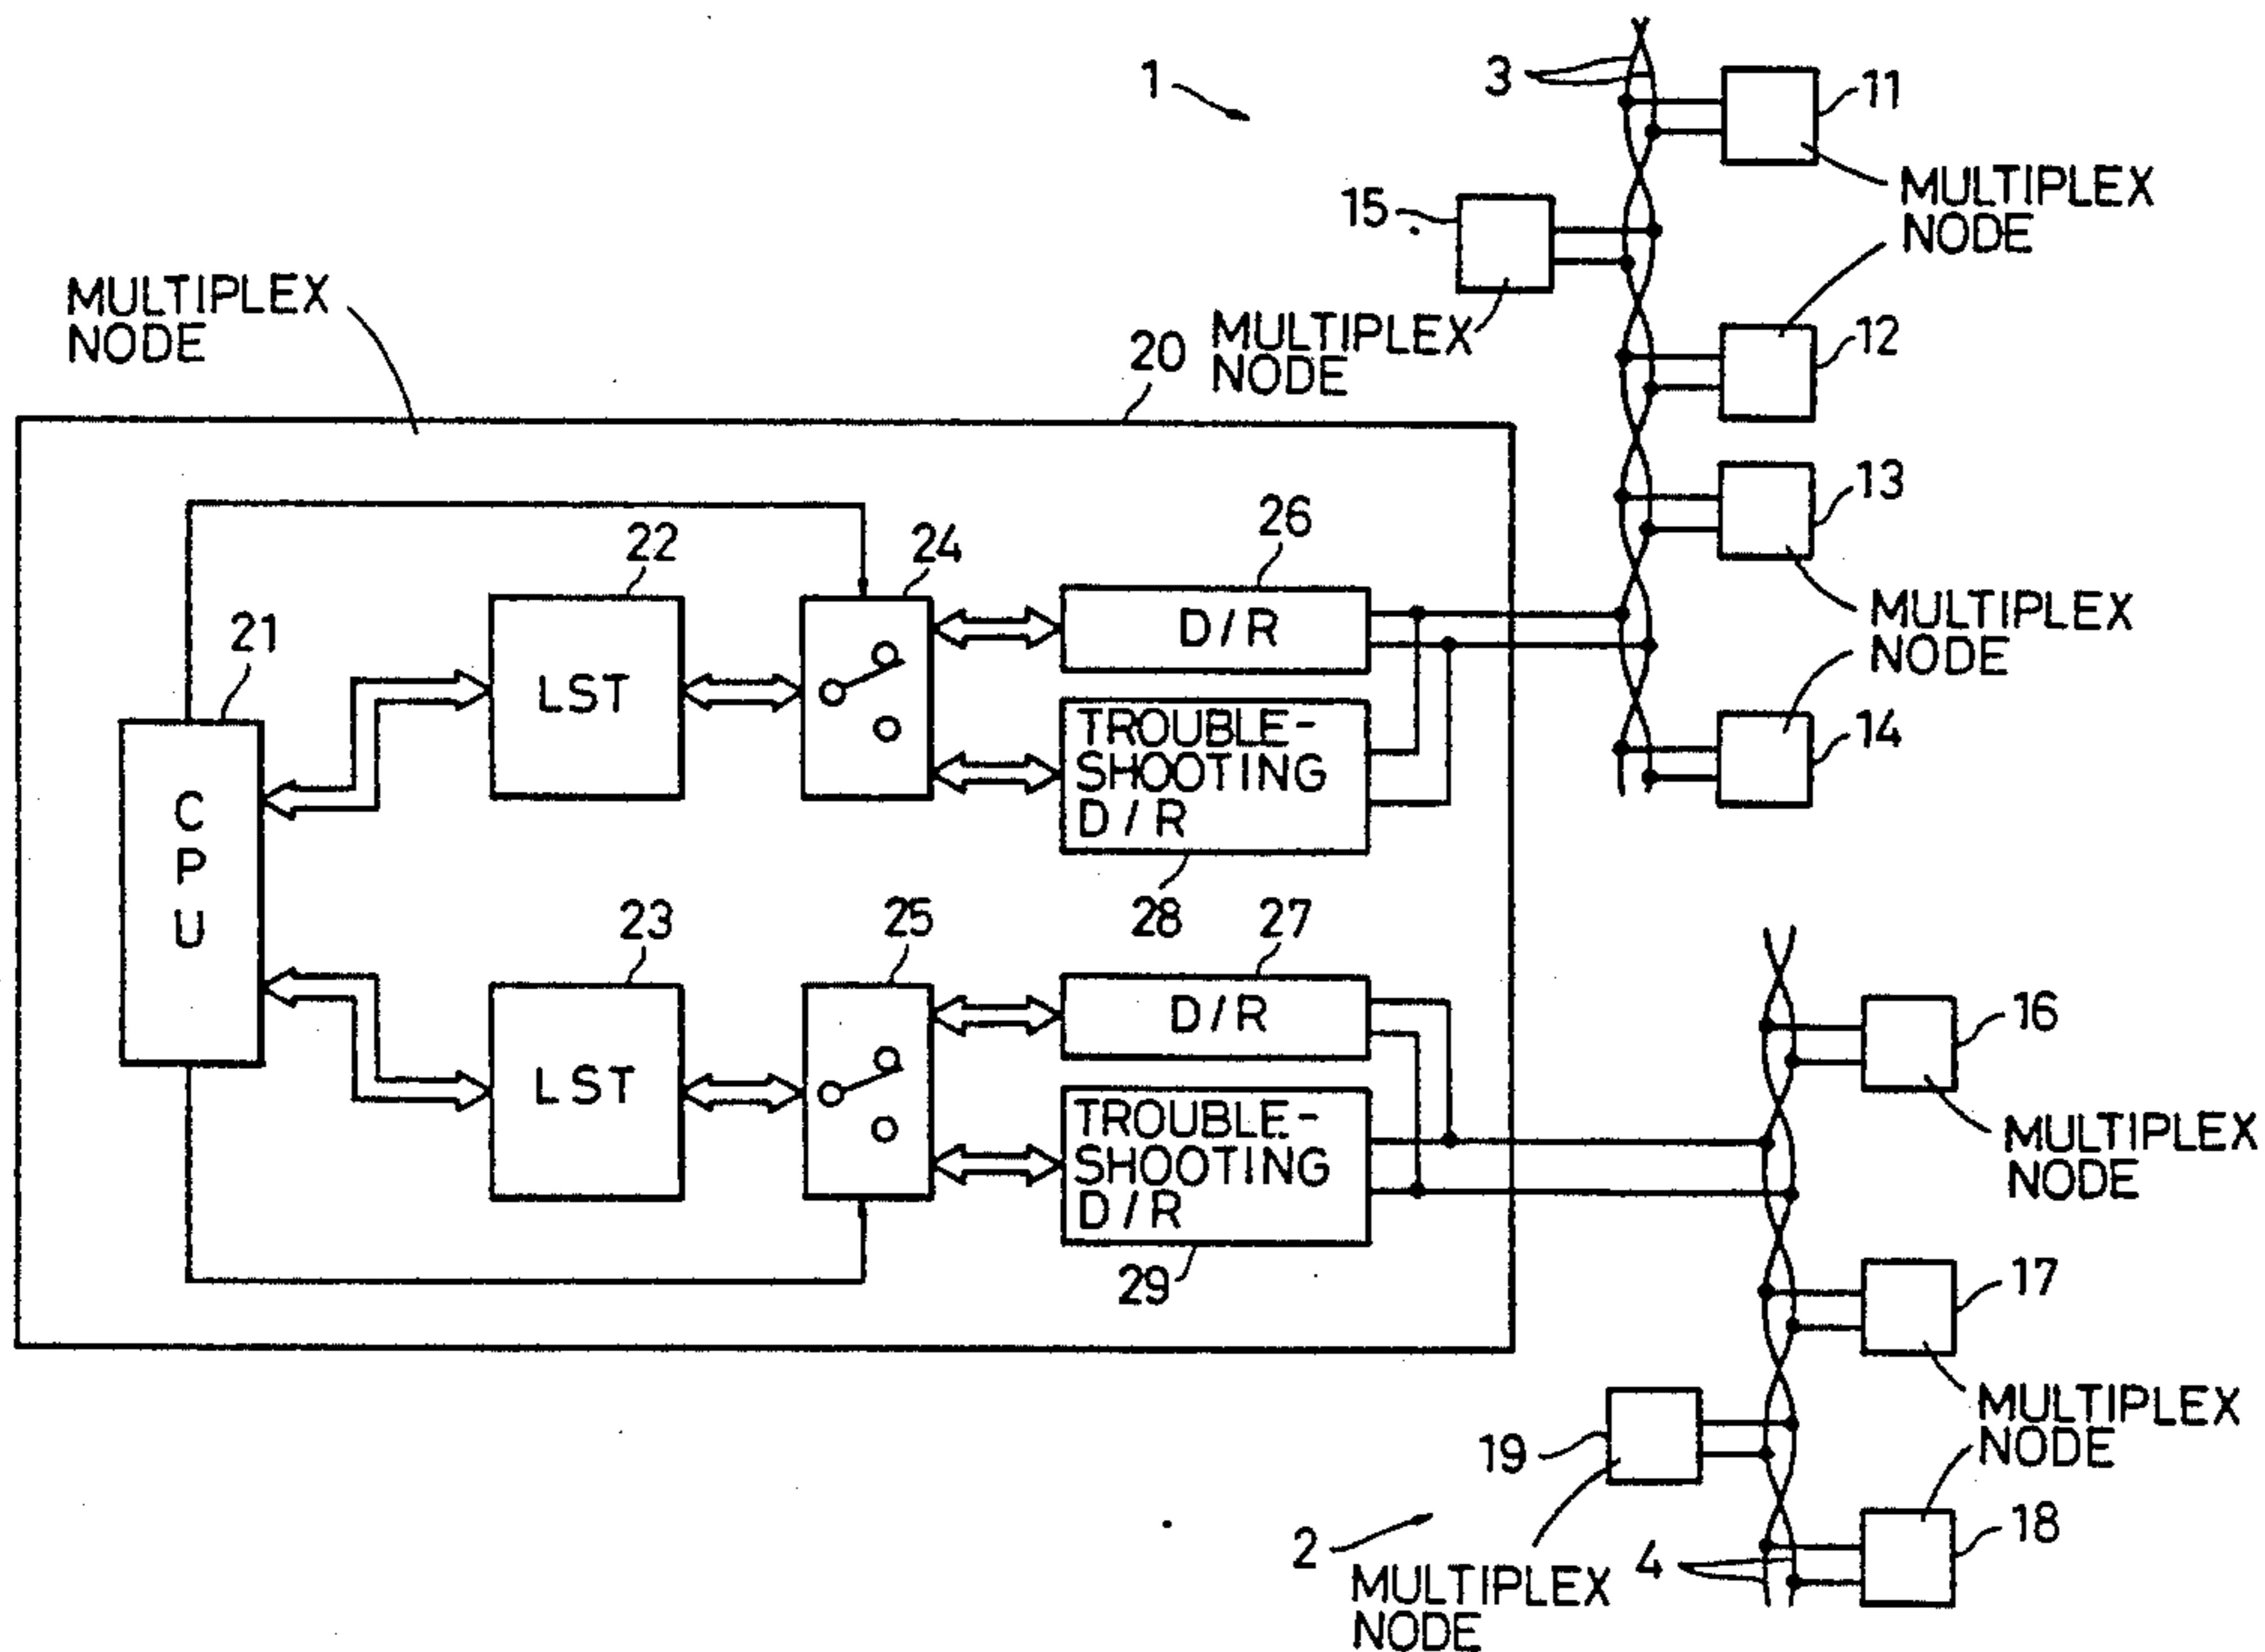 1
3
11
MULTIPLEX
NODE
15
MULTIPLEX
NODE
20
MULTIPLEX
NODE
12
13
MULTIPLEX
NODE
14
21
22
24
26
C
P
U
LST
D/R
TROUBLE-
SHOOTING
D/R
28
23
25
27
LST
D/R
TROUBLE-
SHOOTING
D/R
29
16
MULTIPLEX
NODE
17
MULTIPLEX
NODE
19
18
2
4
MULTIPLEX
NODE